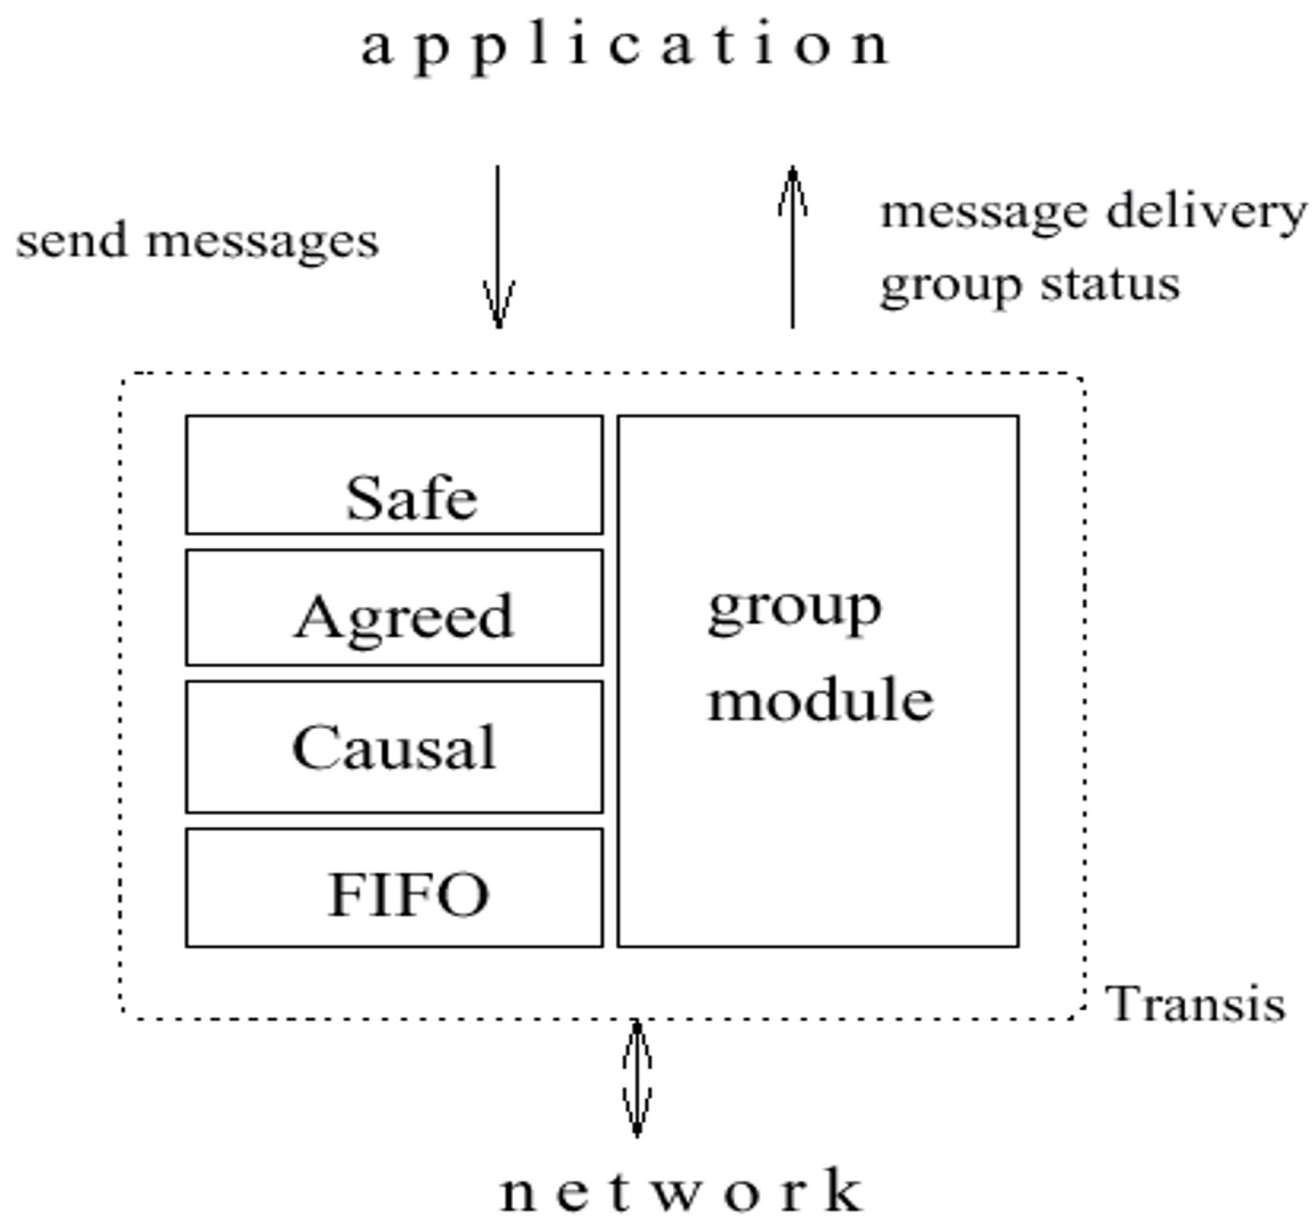 application
send messages
message delivery
group status
Safe
Agreed
Causal
FIFO
group
module
Transis
network